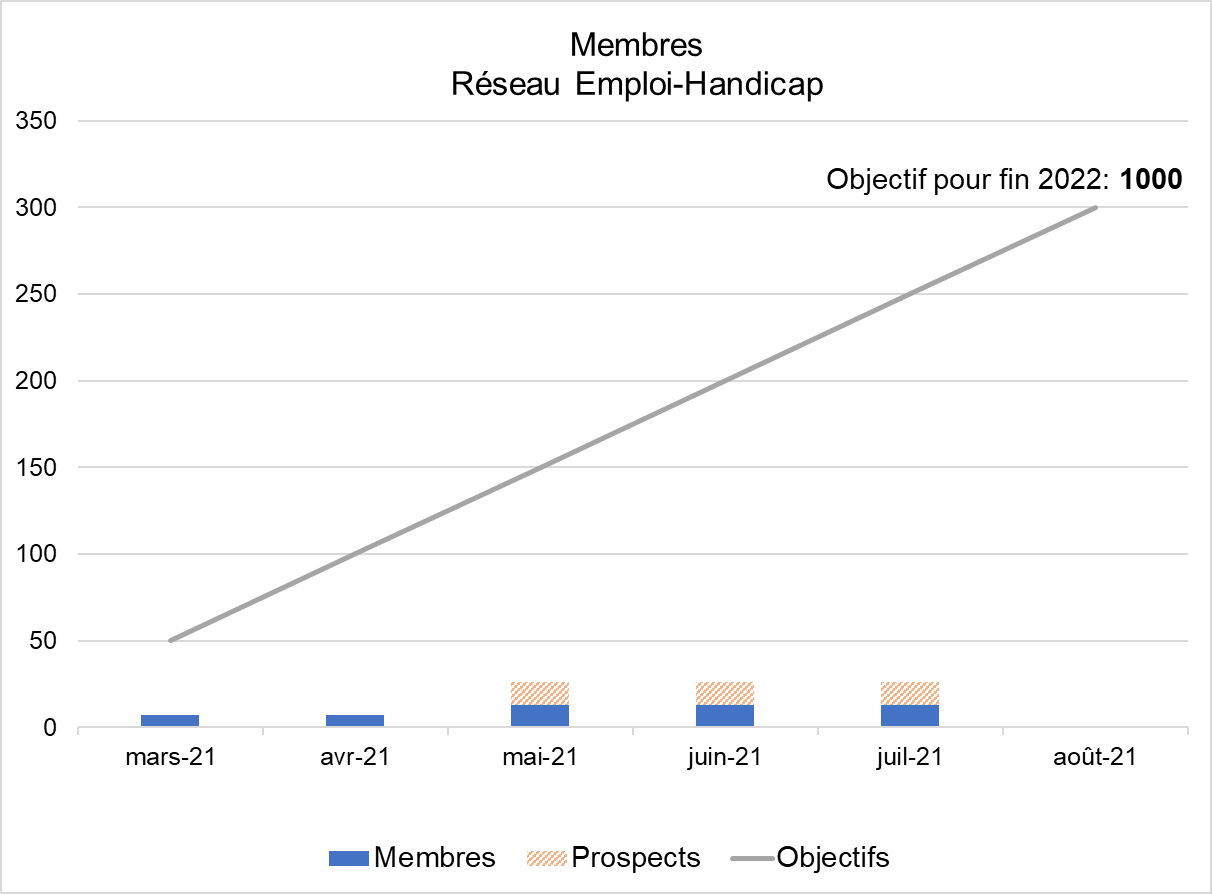 Membres
Réseau Emploi-Handicap
350
Objectif pour fin 2022: 1000
300
250
200
150
100
50
0
mars-21 avr-21 mai-21 juin-21 juil-21 août-21
Membres Prospects Objectifs